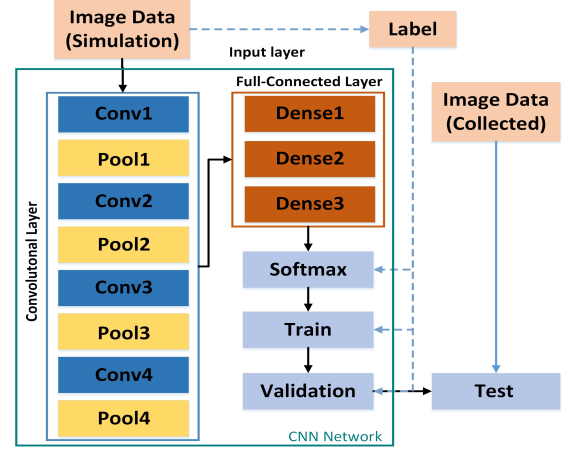 Image Data
(Simulation)
Label
Input layer
Full-Connected Layer
Convolutonal Layer
Conv1
Pool1
Conv2
Pool2
Conv3
Pool3
Conv4
Pool4
Dense1
Dense2
Dense3
Softmax
Train
Validation
CNN Network
Image Data
(Collected)
Test